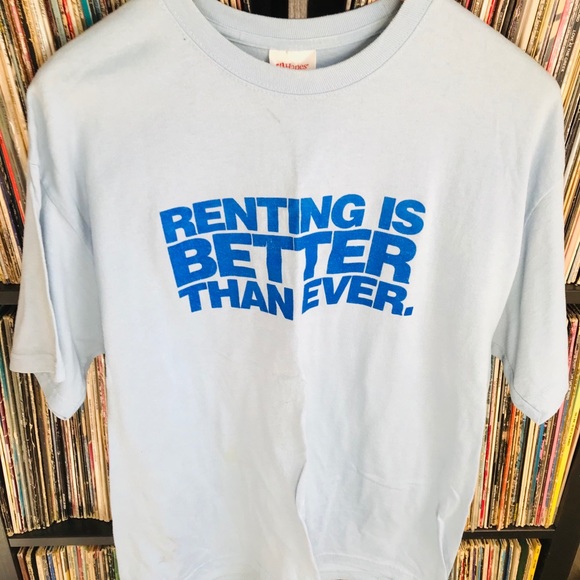 RENTING IS
BETTER
THAN EVER.